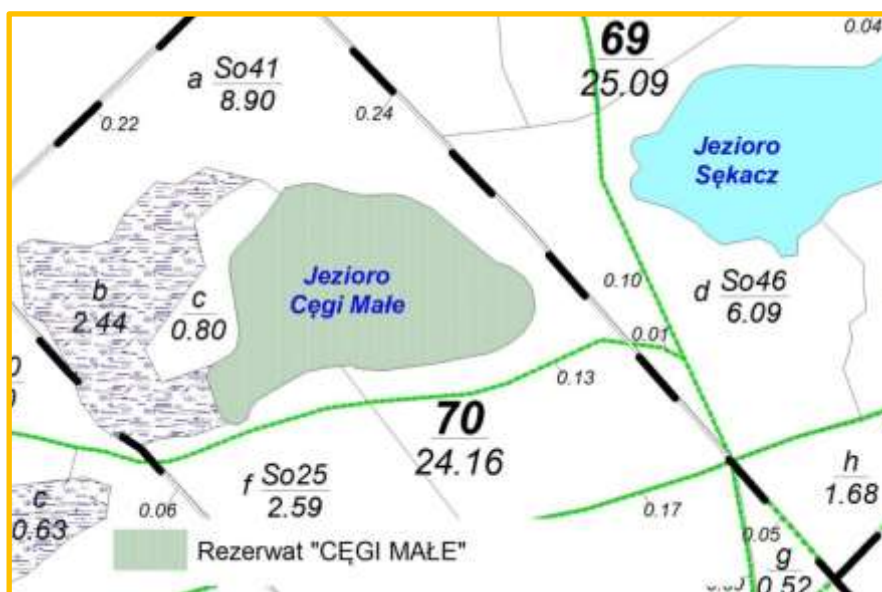 69
25.09
0.04
a So41
8.90
0.22
0.24
Jezioro
Sękacz
Jezioro
Cęgi Małe
b
2.44
c
0.80
0.10
d So46
6.09
0.01
0.13
70
24.16
f So25
2.59
0.06
c
0.63
h
1.68
0.17
0.05
g
0.52
Rezerwat "CĘGI MAŁE"